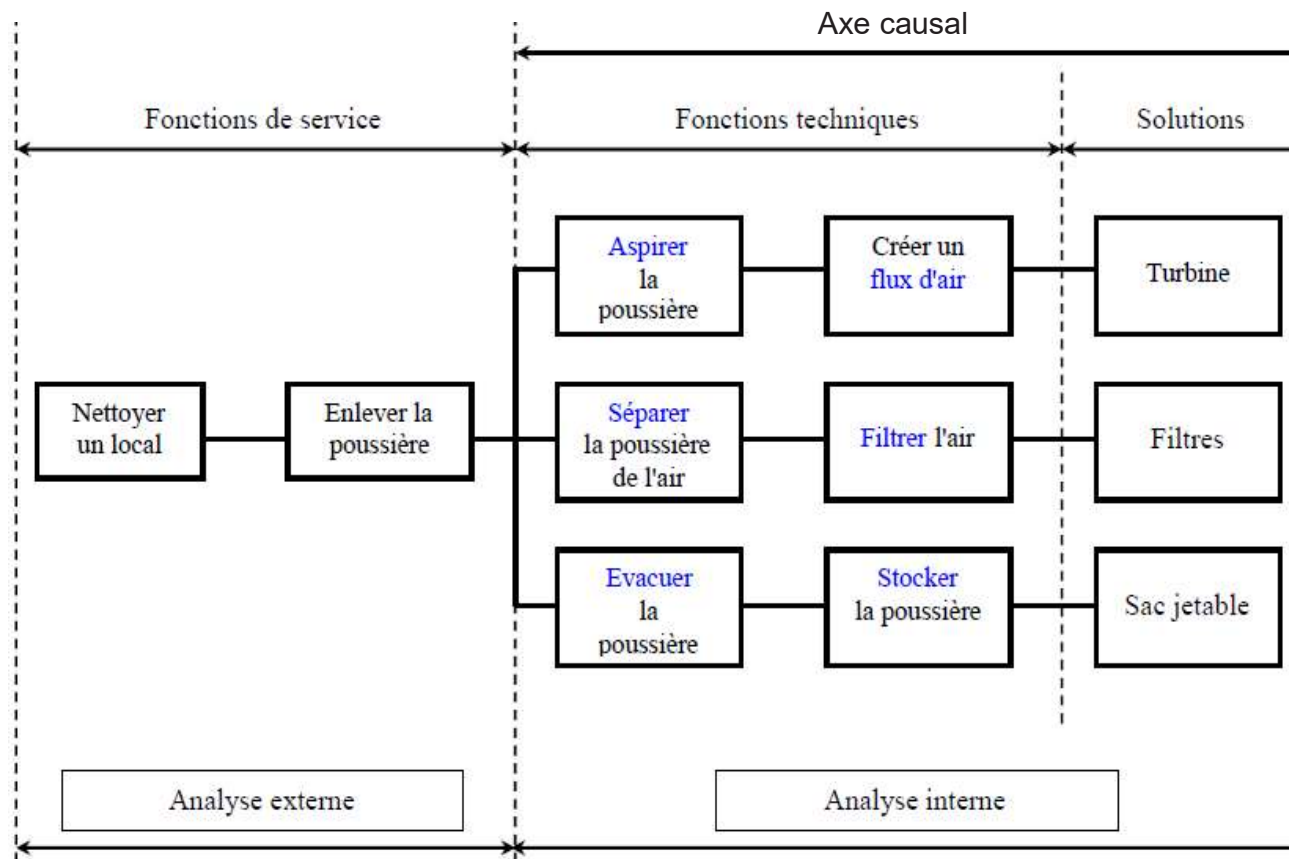 Axe causal
Fonctions de service
Fonctions techniques
Solutions
Aspirer
la
poussière
Créer un
flux d'air
Turbine
Nettoyer
un local
Enlever la
poussière
Séparer
la poussière
de l'air
Filtrer l'air
Filtres
Evacuer
la
poussière
Stocker
la poussière
Sac jetable
Analyse externe
Analyse interne